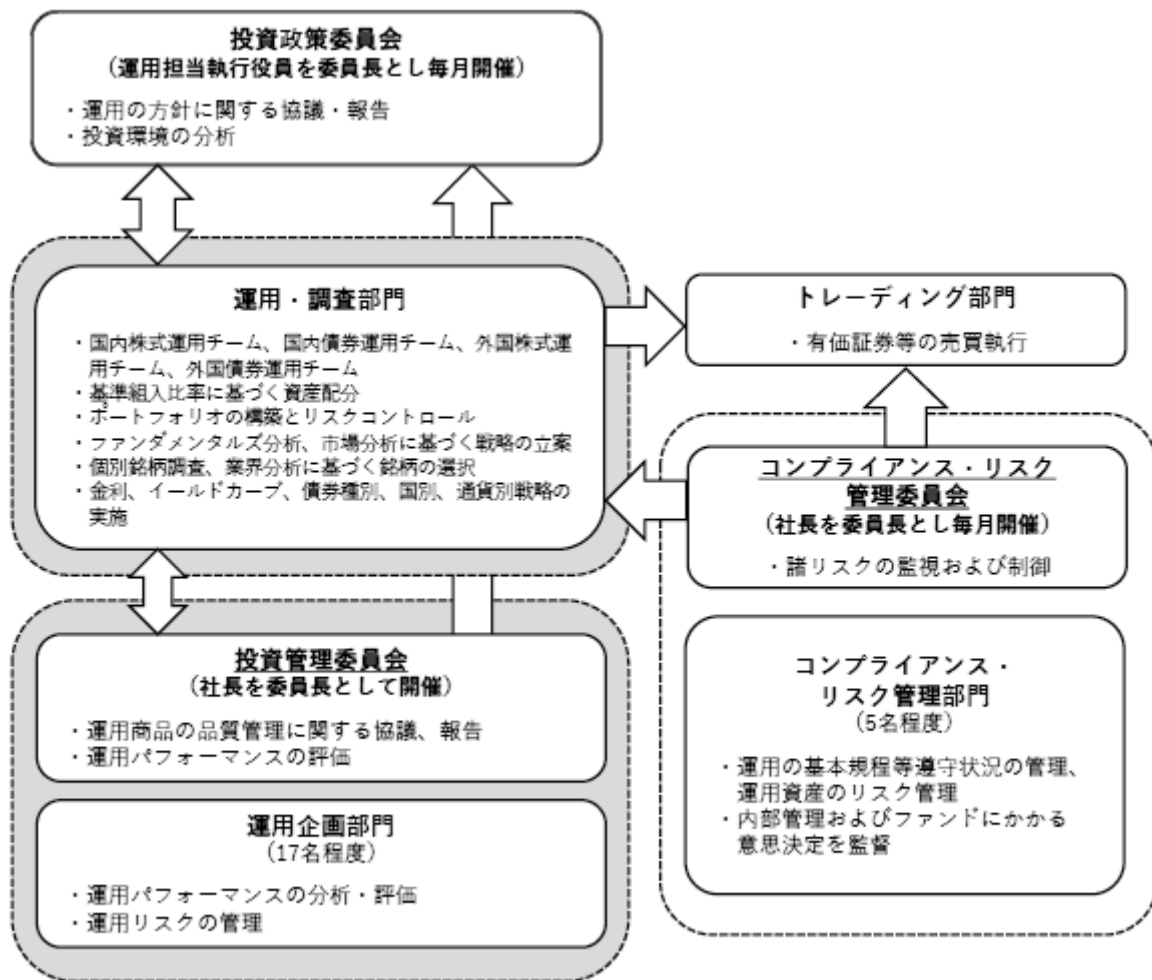 投資政策委員会
（運用担当執行役員を委員長とし毎月開催）
・運用の方針に関する協議・報告
・投資環境の分析
運用・調査部門
・国内株式運用チーム、国内債券運用チーム、外国株式運
用チーム、外国債券運用チーム
・基準組入比率に基づく資産配分
・ポートフォリオの構築とリスクコントロール
・ファンダメンタルズ分析、市場分析に基づく戦略の立案
・個別銘柄調査、業界分析に基づく銘柄の選択
・金利、イールドカーブ、債券種別、国別、通貨別戦略の
実施
トレーディング部門
・有価証券等の売買執行
コンプライアンス・リスク
管理委員会
（社長を委員長とし毎月開催）
・諸リスクの監視および制御
投資管理委員会
（社長を委員長として開催）
・運用商品の品質管理に関する協議、報告
・運用パフォーマンスの評価
運用企画部門
（17名程度）
・運用パフォーマンスの分析・評価
・運用リスクの管理
コンプライアンス・
リスク管理部門
（5名程度）
・運用の基本規程等遵守状況の管理、
運用資産のリスク管理
・内部管理およびファンドにかかる
意思決定を監督